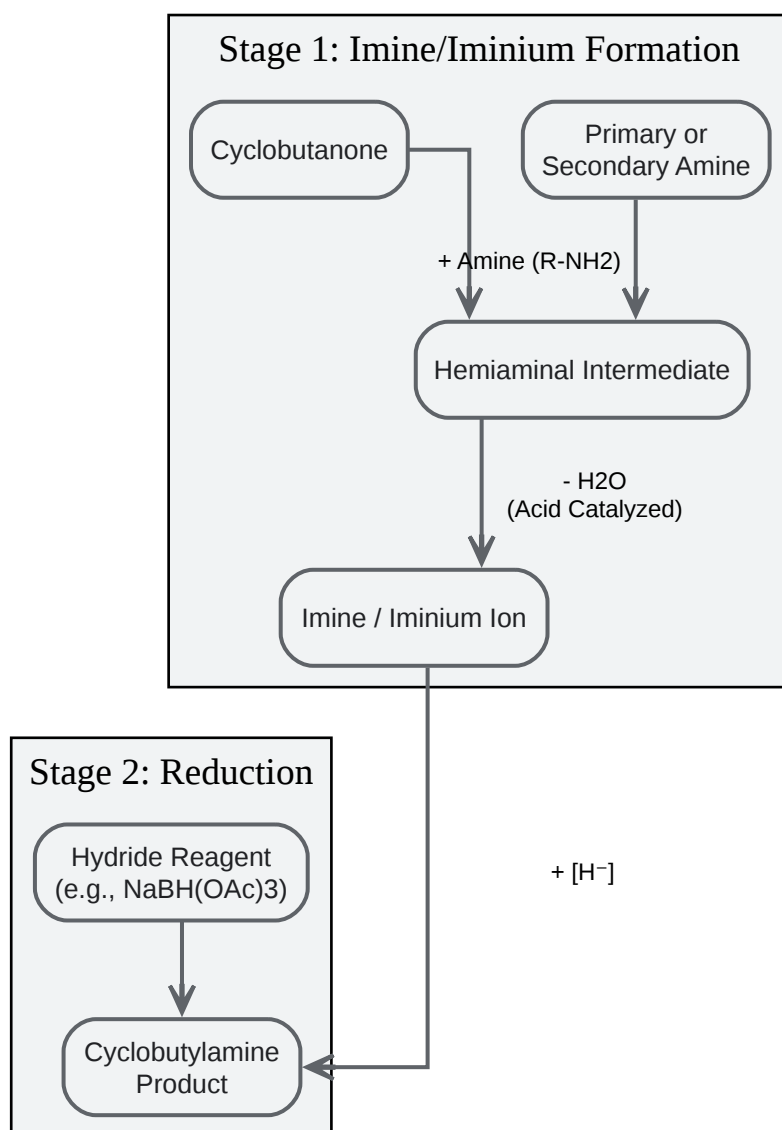 Stage 1: Imine/Iminium Formation
Cyclobutanone
Primary or
Secondary Amine
+ Amine (R-NH2)
Hemiaminal Intermediate
- H2O
(Acid Catalyzed)
Imine / Iminium Ion
Stage 2: Reduction
Hydride Reagent
(e.g., NaBH(OAc)3)
+ [H⁻]
Cyclobutylamine
Product